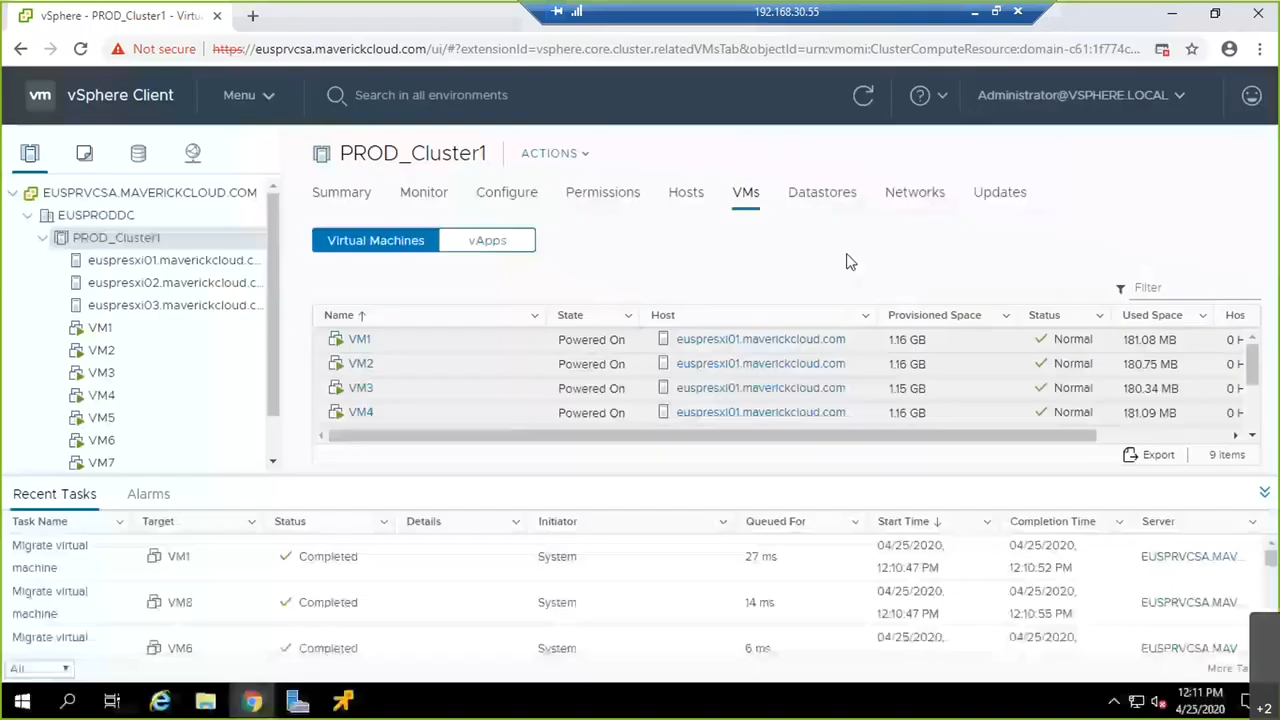 vSphere - PROD_Cluster1 - Virtu
192.168.30.55
Not secure
https://eusprvcsa.maverickcloud.com/ui/#?extensionId=vsphere.core.cluster.relatedVMsTab&objectId=urn:vmomi:ClusterComputeResource:domain-c61:1f774c...
vm vSphere Client Menu Search in all environments Administrator@VSPHERE.LOCAL
PROD_Cluster1 ACTIONS
Summary Monitor Configure Permissions Hosts VMs Datastores Networks Updates
EUSPRVCSA.MAVERICKCLOUD.COM
EUSPRODDC
PROD_Cluster1
euspresxi01.maverickcloud.c...
euspresxi02.maverickcloud.c...
euspresxi03.maverickcloud.c...
VM1
VM2
VM3
VM4
VM5
VM6
VM7
Virtual Machines vApps
Filter
Name State Host Provisioned Space Status Used Space Hos
VM1 Powered On euspresxi01.maverickcloud.com 1.16 GB Normal 181.08 MB 0 H
VM2 Powered On euspresxi01.maverickcloud.com 1.16 GB Normal 180.75 MB 0 H
VM3 Powered On euspresxi01.maverickcloud.com 1.15 GB Normal 180.34 MB 0 H
VM4 Powered On euspresxi01.maverickcloud.com 1.16 GB Normal 181.09 MB 0 H
Export 9 items
Recent Tasks Alarms
Task Name Target Status Details Initiator Queued For Start Time Completion Time Server
Migrate virtual machine VM1 Completed System 27 ms 04/25/2020, 12:10:47 PM 04/25/2020, 12:10:52 PM EUSPRVCSA.MAV...
Migrate virtual machine VM8 Completed System 14 ms 04/25/2020, 12:10:47 PM 04/25/2020, 12:10:55 PM EUSPRVCSA.MAV...
Migrate virtual VM6 Completed System 6 ms 04/25/2020, 04/25/2020, EUSPRVCSA.MAV...
All More Ta
12:11 PM
4/25/2020
+2